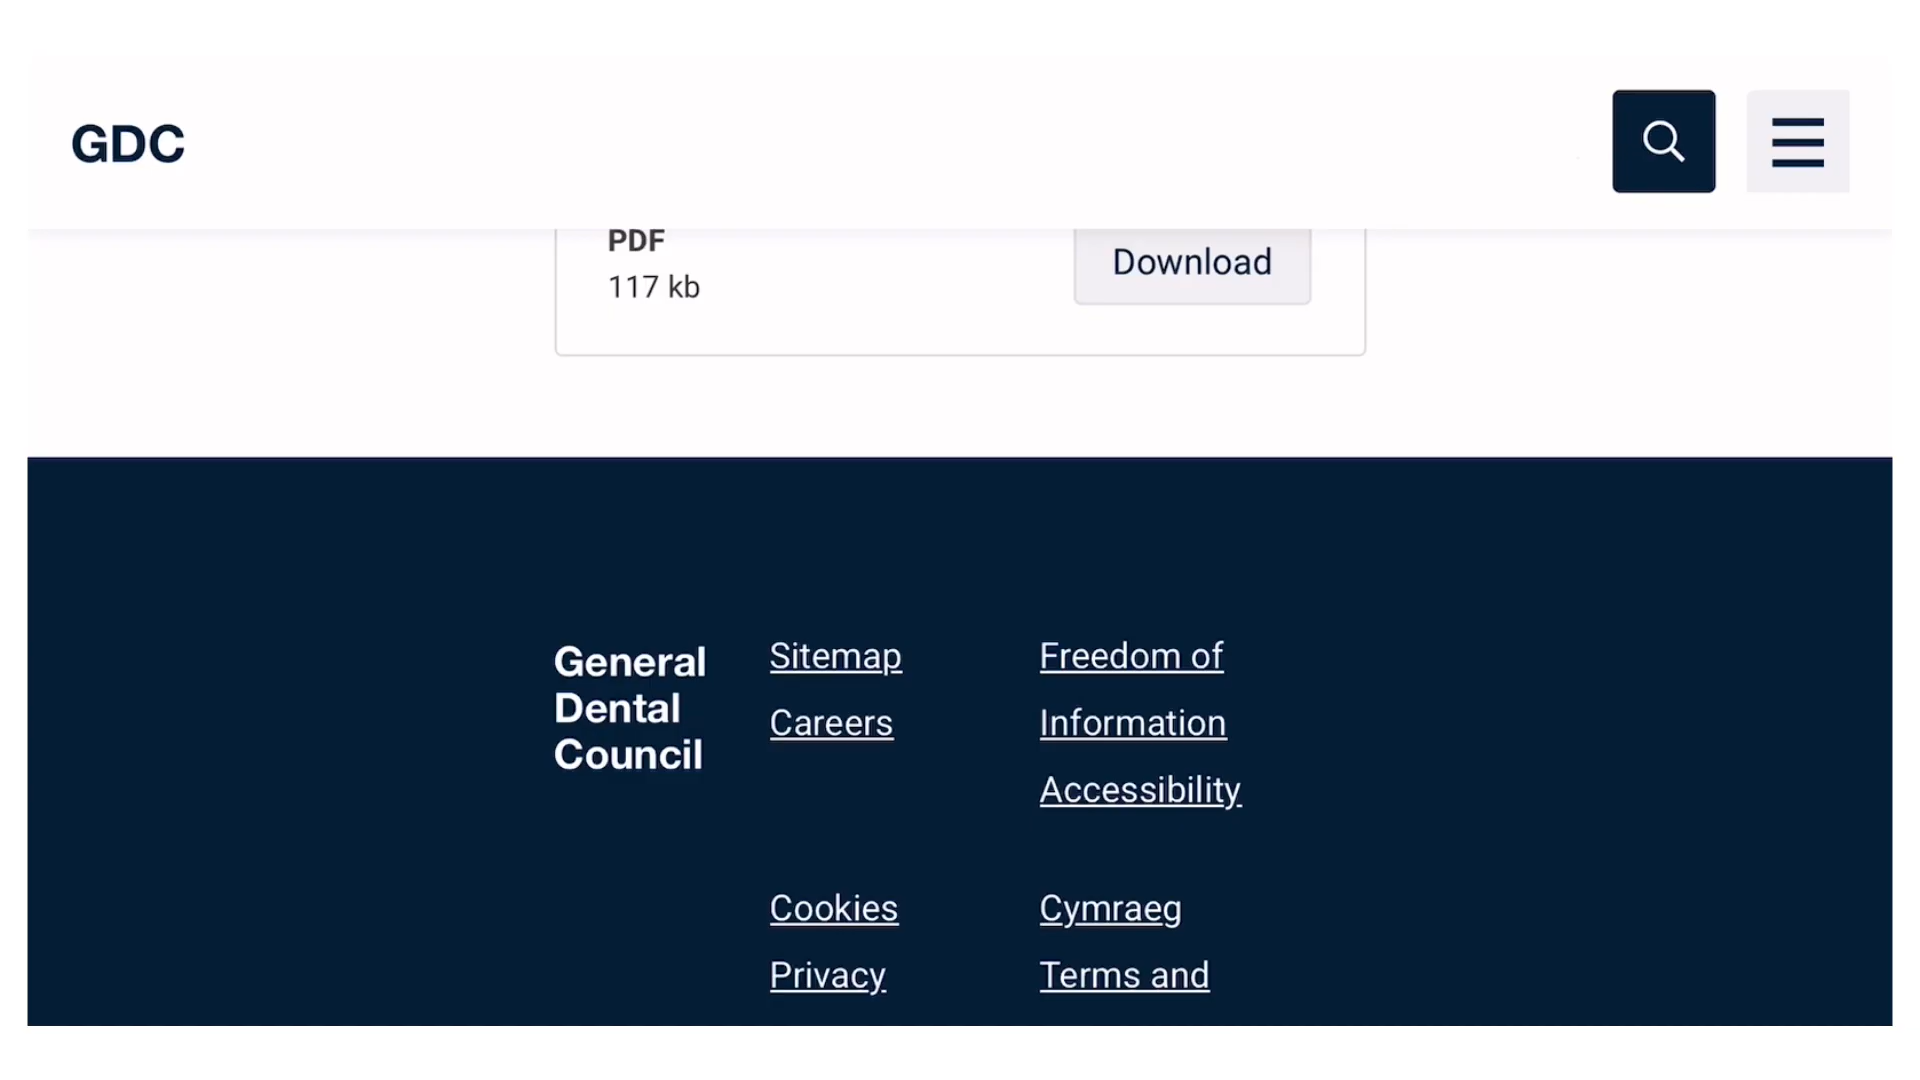 GDC
PDF
117 kb
Download
General
Dental
Council
Sitemap
Careers
Freedom of
Information
Accessibility
Cookies
Privacy
Cymraeg
Terms and